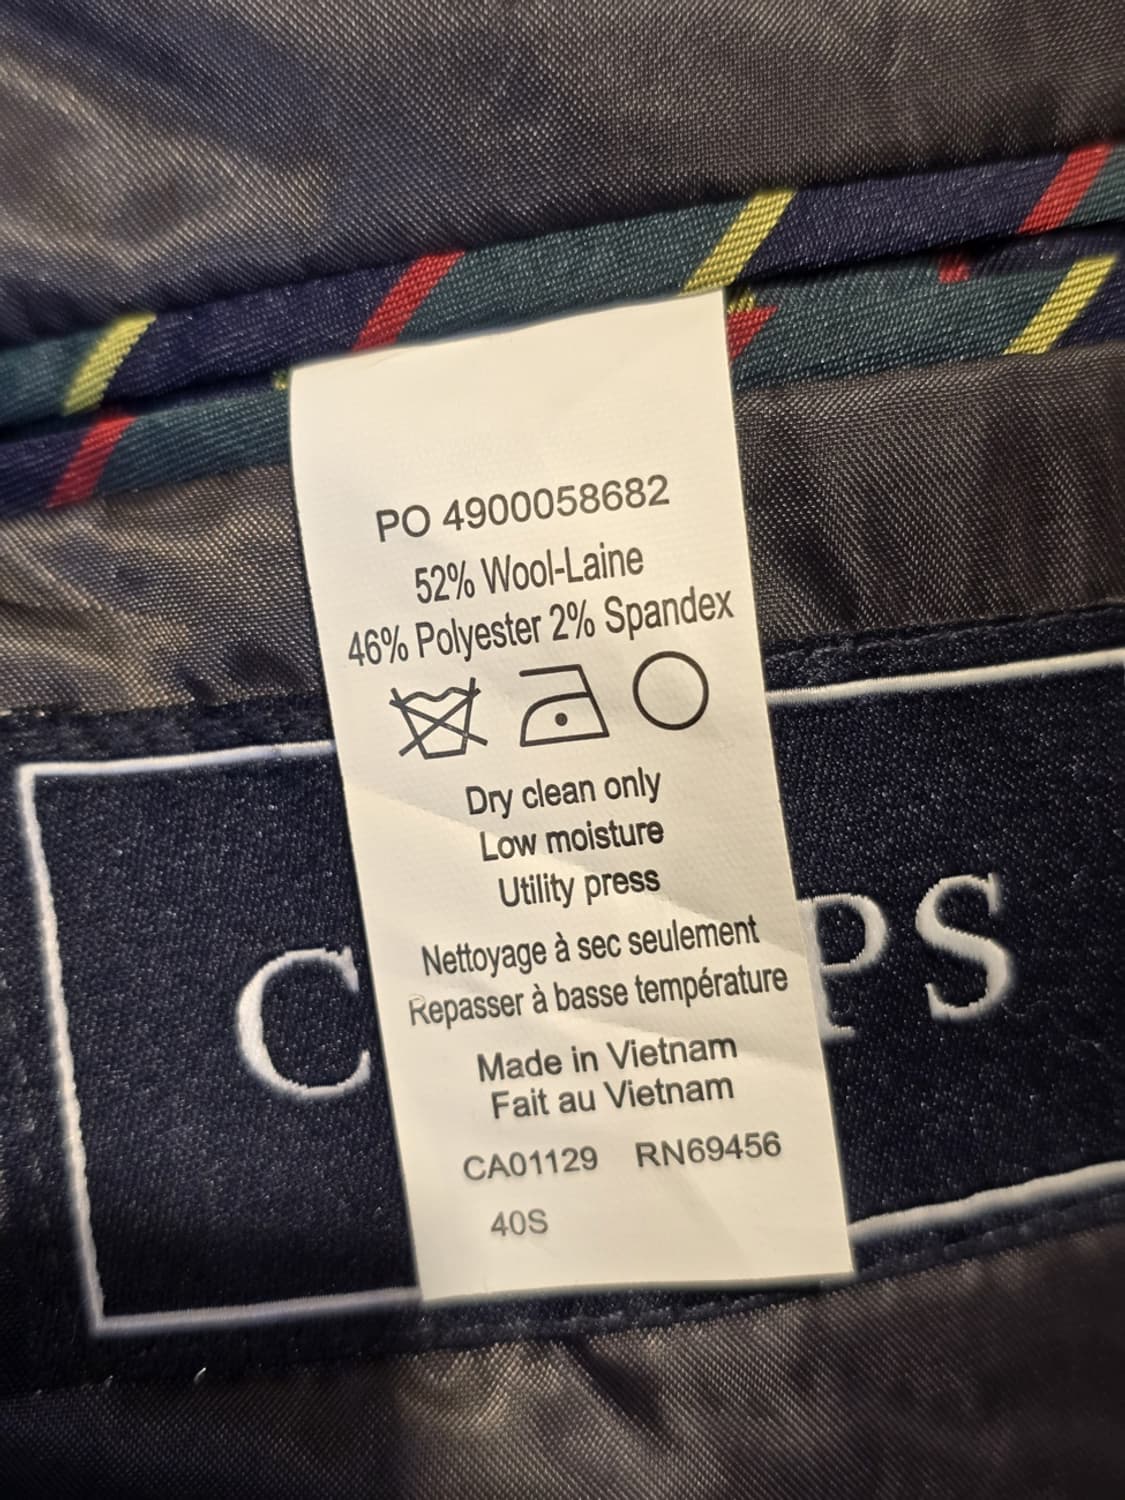 PO 4900058682
52% Wool-Laine
46% Polyester 2% Spandex
Dry clean only
Low moisture
Utility press
Nettoyage à sec seulement
Repasser à basse température
Made in Vietnam
Fait au Vietnam
CA01129 RN69456
40S